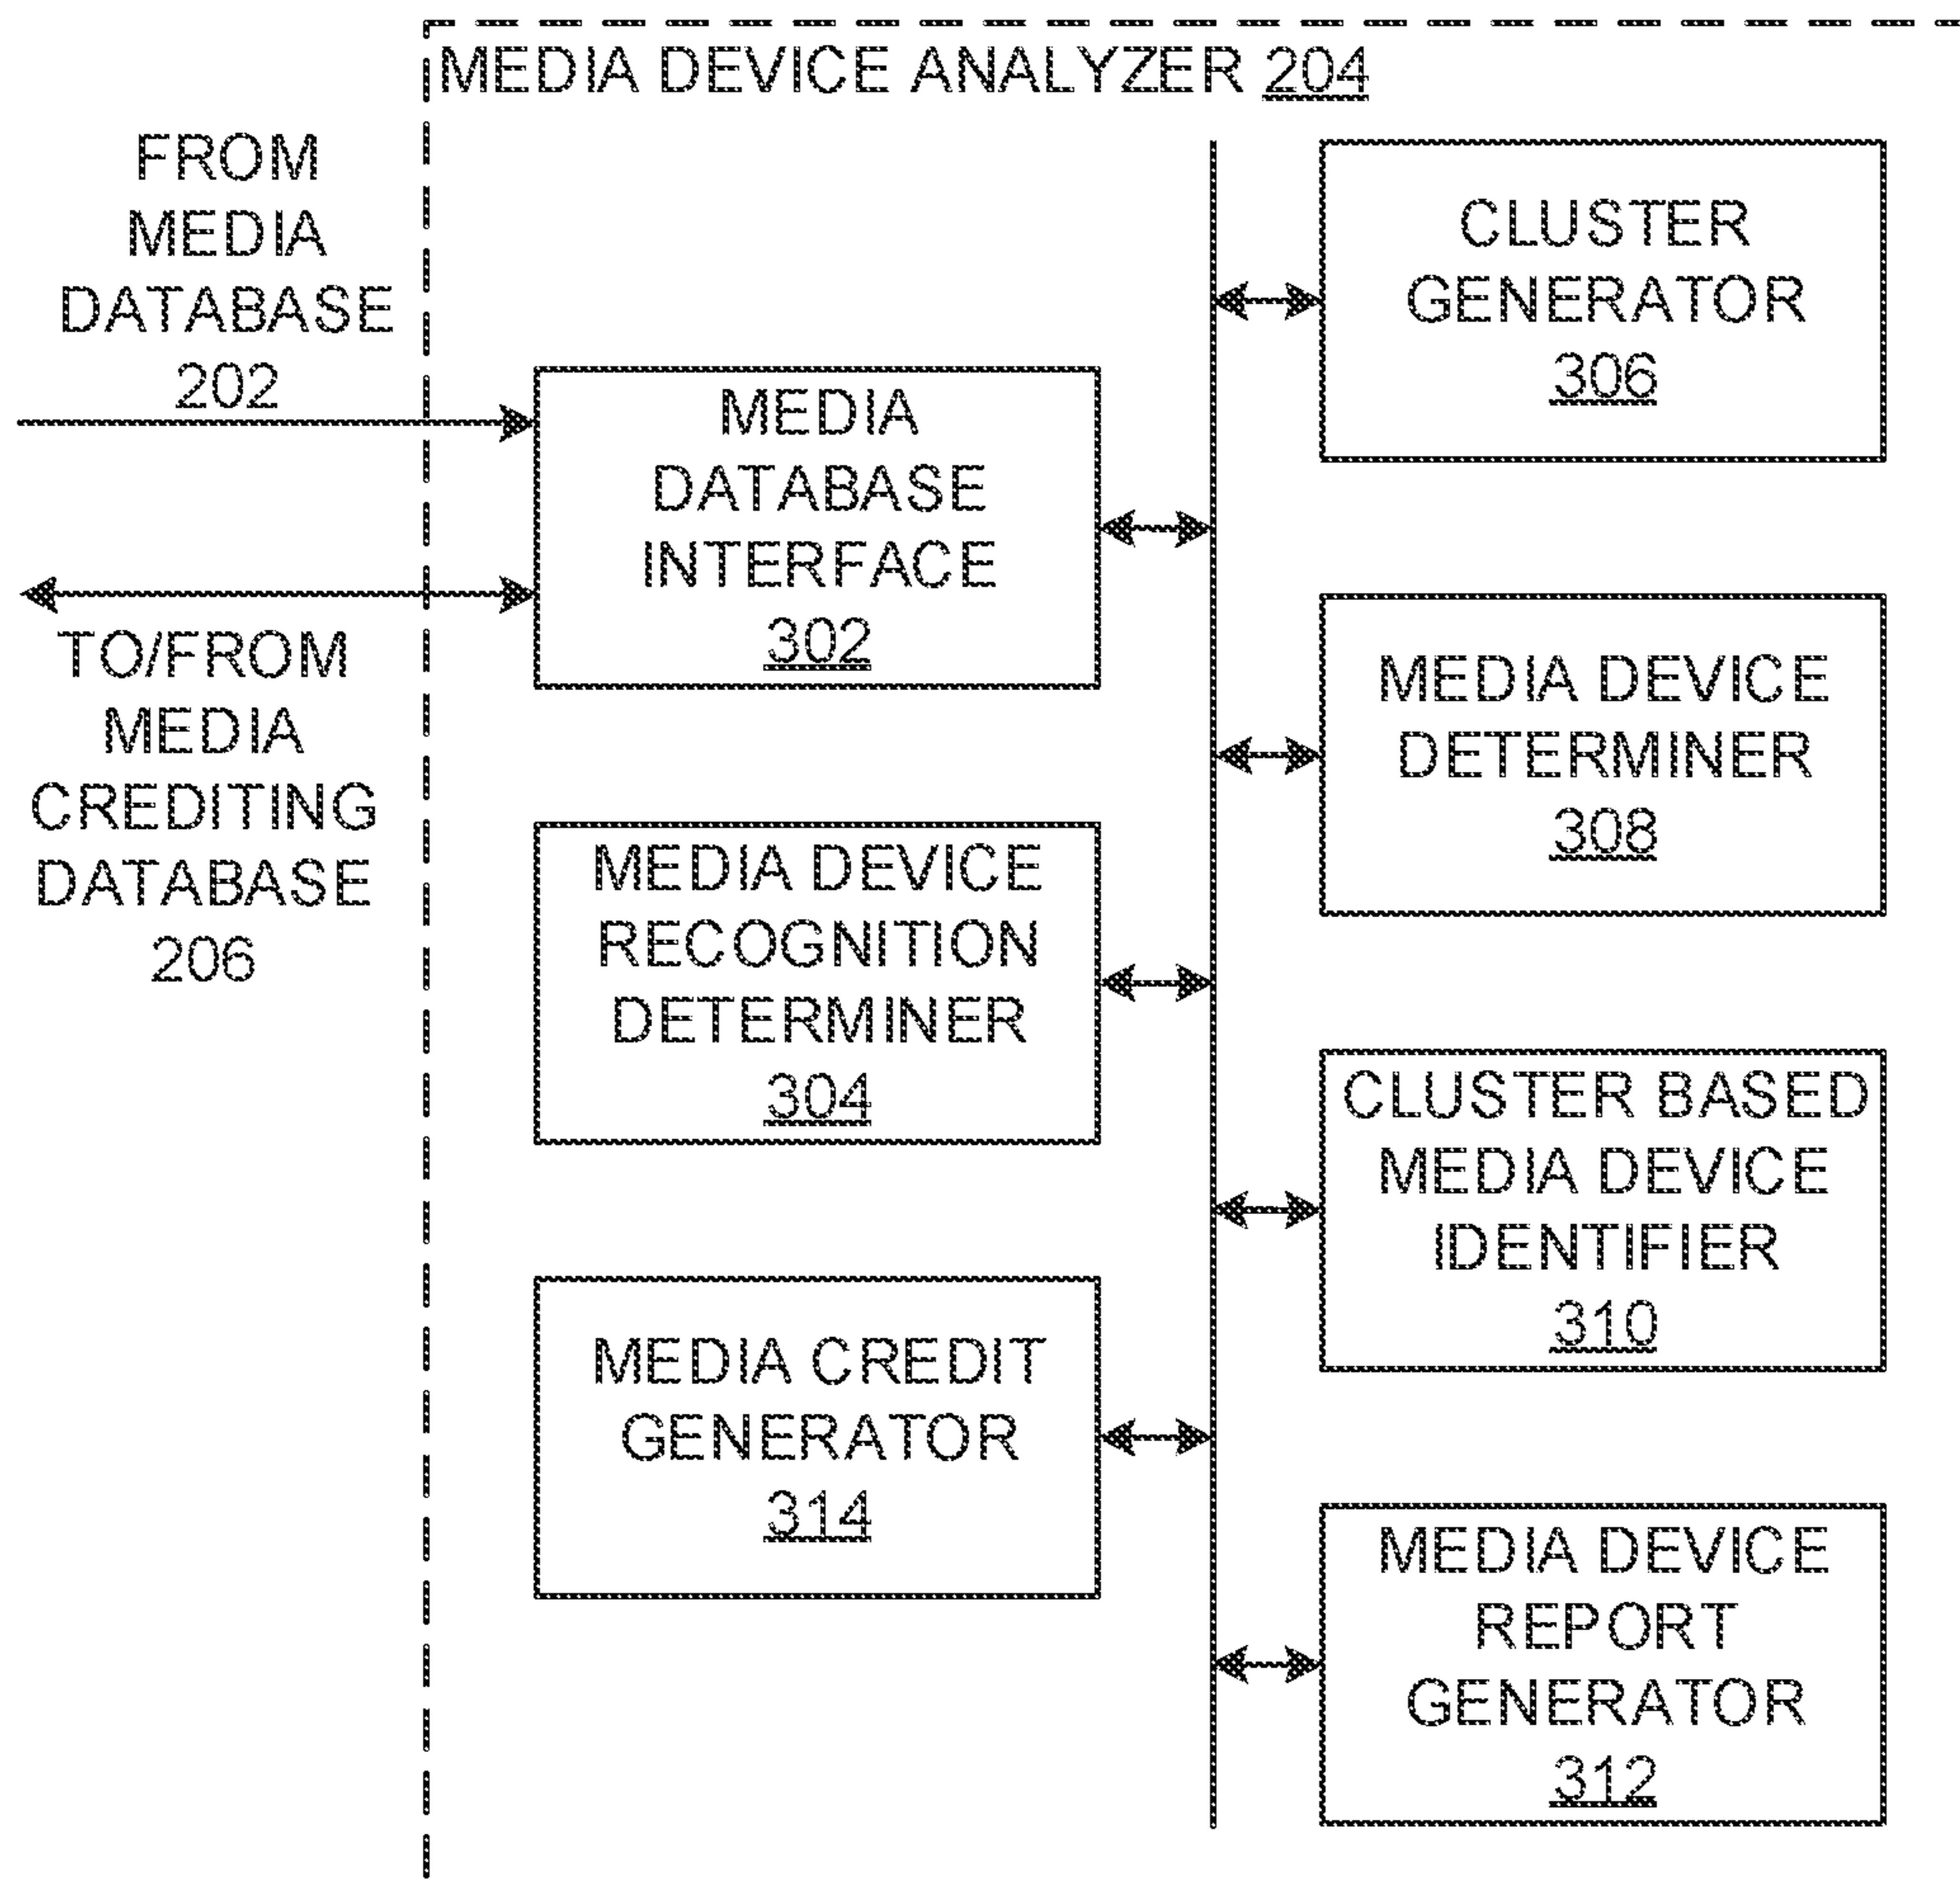 MEDIA DEVICE ANALYZER 204
FROM
MEDIA
DATABASE
202
TO/FROM
MEDIA
CREDITING
DATABASE
206
MEDIA
DATABASE
INTERFACE
302
MEDIA DEVICE
RECOGNITION
DETERMINER
304
MEDIA CREDIT
GENERATOR
314
CLUSTER
GENERATOR
306
MEDIA DEVICE
DETERMINER
308
CLUSTER BASED
MEDIA DEVICE
IDENTIFIER
310
MEDIA DEVICE
REPORT
GENERATOR
312